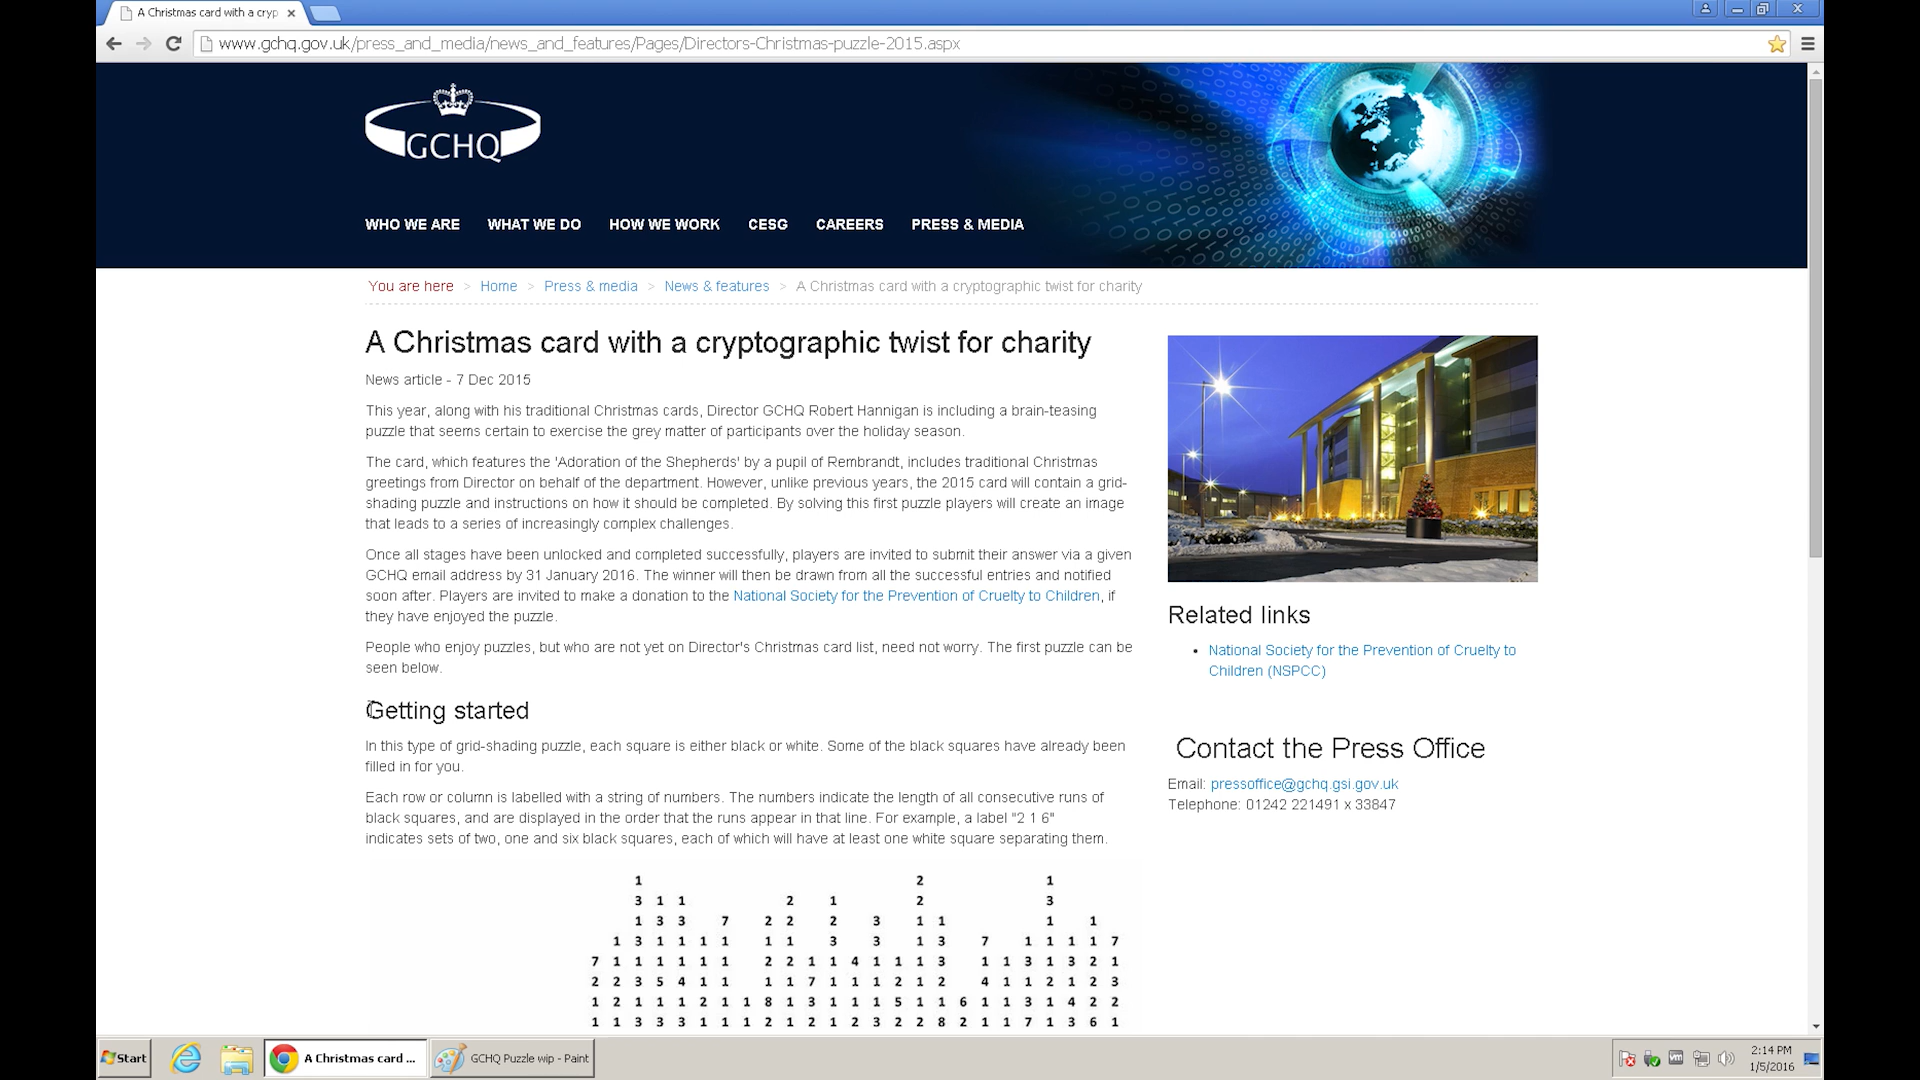 A Christmas card with a cryp
www.gchq.gov.uk/press_and_media/news_and_features/Pages/Directors-Christmas-puzzle-2015.aspx
GCHQ
WHO WE ARE WHAT WE DO HOW WE WORK CESG CAREERS PRESS & MEDIA
You are here > Home > Press & media > News & features > A Christmas card with a cryptographic twist for charity
A Christmas card with a cryptographic twist for charity
News article - 7 Dec 2015
This year, along with his traditional Christmas cards, Director GCHQ Robert Hannigan is including a brain-teasing
puzzle that seems certain to exercise the grey matter of participants over the holiday season.
The card, which features the 'Adoration of the Shepherds' by a pupil of Rembrandt, includes traditional Christmas
greetings from Director on behalf of the department. However, unlike previous years, the 2015 card will contain a grid-
shading puzzle and instructions on how it should be completed. By solving this first puzzle players will create an image
that leads to a series of increasingly complex challenges.
Once all stages have been unlocked and completed successfully, players are invited to submit their answer via a given
GCHQ email address by 31 January 2016. The winner will then be drawn from all the successful entries and notified
soon after. Players are invited to make a donation to the National Society for the Prevention of Cruelty to Children, if
they have enjoyed the puzzle.
People who enjoy puzzles, but who are not yet on Director's Christmas card list, need not worry. The first puzzle can be
seen below.
Getting started
In this type of grid-shading puzzle, each square is either black or white. Some of the black squares have already been
filled in for you.
Each row or column is labelled with a string of numbers. The numbers indicate the length of all consecutive runs of
black squares, and are displayed in the order that the runs appear in that line. For example, a label "2 1 6"
indicates sets of two, one and six black squares, each of which will have at least one white square separating them.
1 2 1
3 1 1 2 1 2 3
1 3 3 7 2 2 2 3 1 1 1 1
1 3 1 1 1 1 1 1 3 3 1 3 7 1 1 1 1 7
7 1 1 1 1 1 1 2 2 1 1 4 1 1 1 3 1 1 3 1 3 2 1
2 2 3 5 4 1 1 1 1 7 1 1 1 2 1 2 4 1 1 2 1 2 3
1 2 1 1 1 2 1 1 8 1 3 1 1 1 5 1 1 6 1 1 3 1 4 2 2
1 1 3 3 3 1 1 1 2 1 2 1 2 3 2 2 8 2 1 1 7 1 3 6 1
Related links
• National Society for the Prevention of Cruelty to
Children (NSPCC)
Contact the Press Office
Email: pressoffice@gchq.gsi.gov.uk
Telephone: 01242 221491 x 33847
Start A Christmas card ... GCHQ Puzzle wip - Paint
2:14 PM
1/5/2016